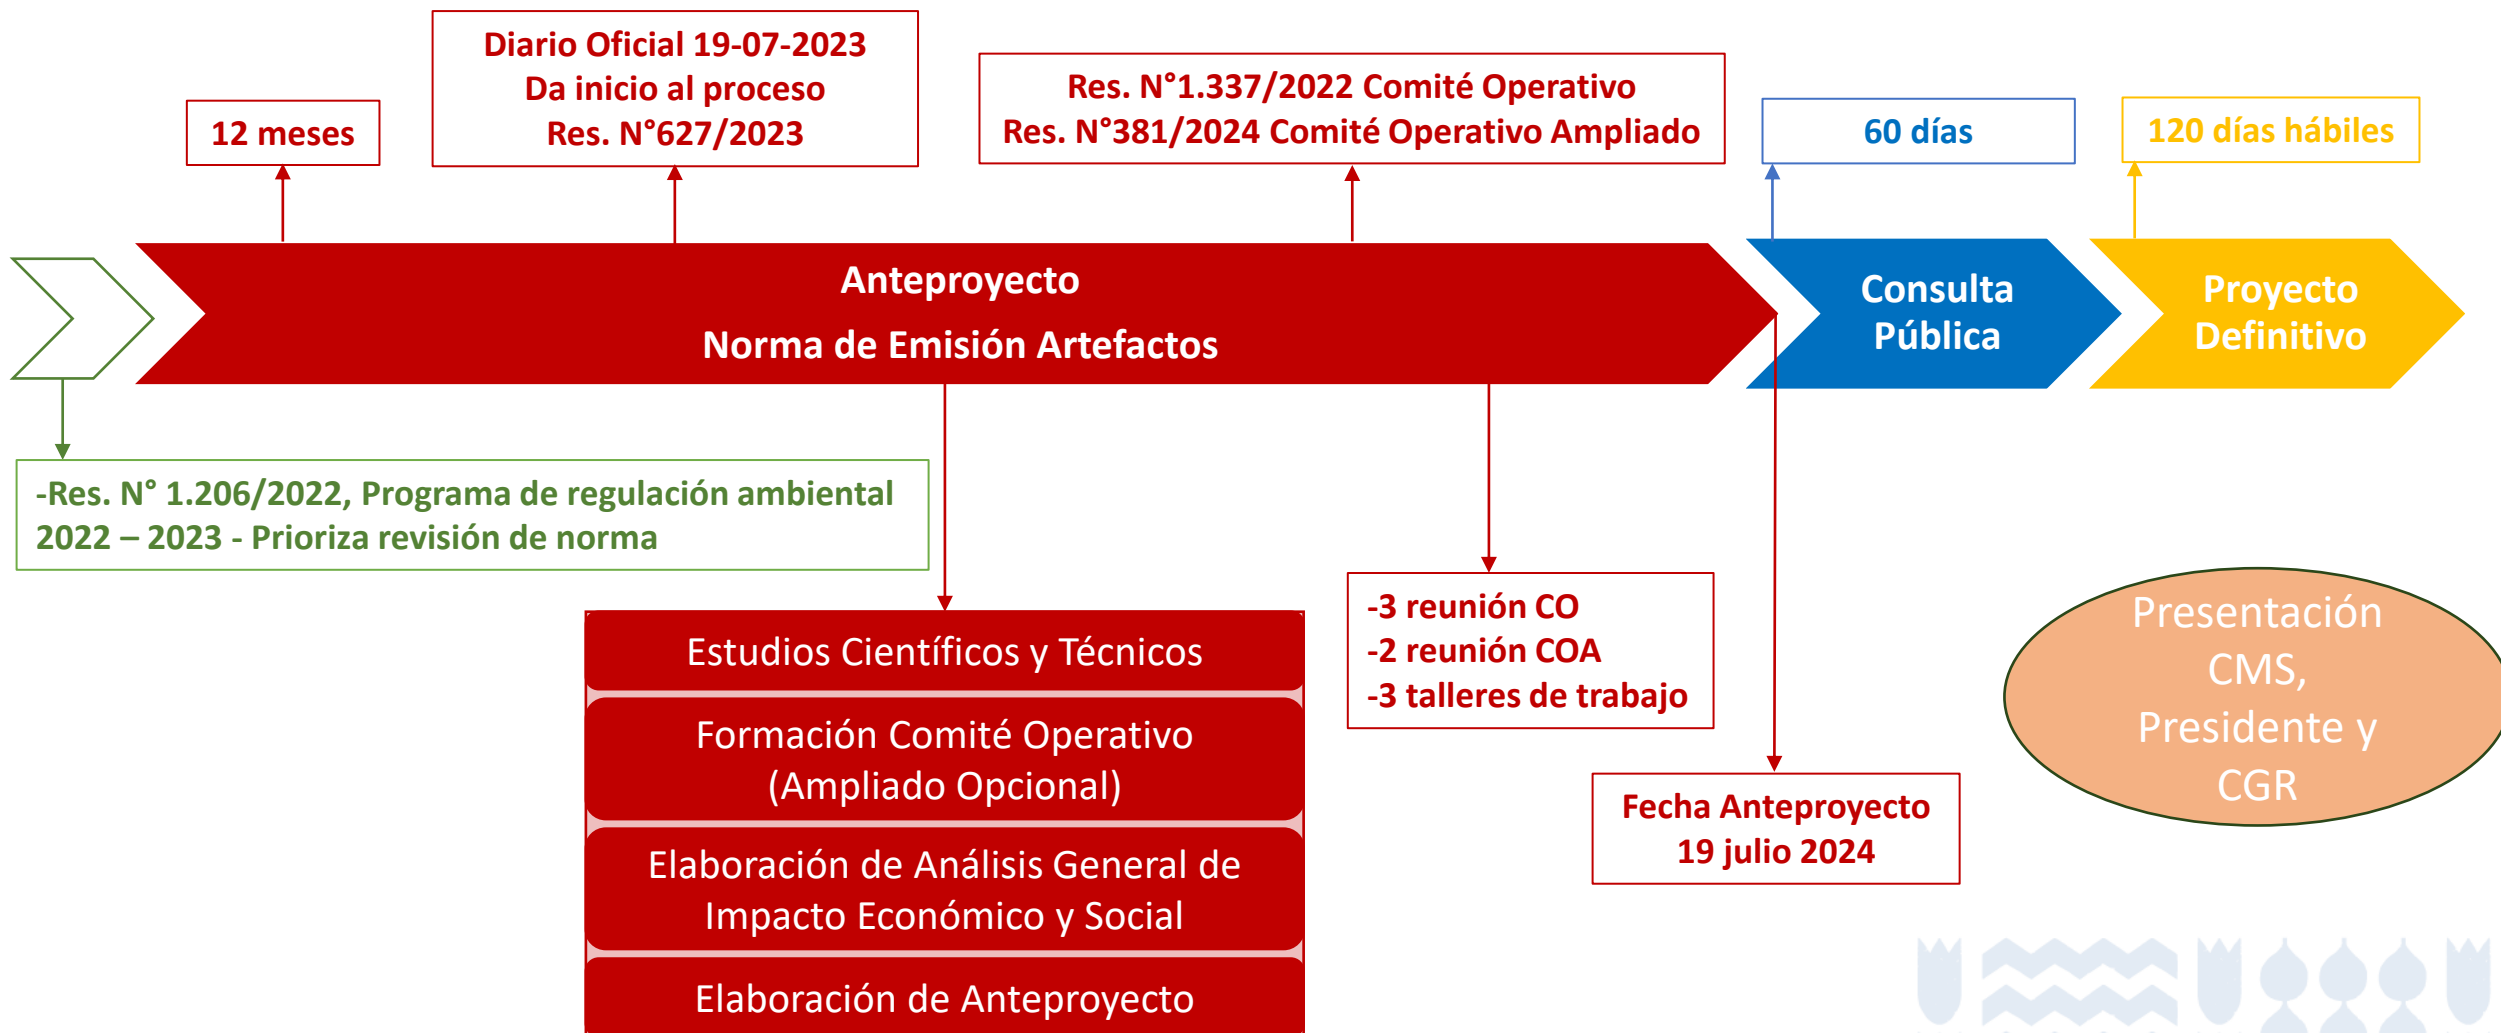 Diario Oficial 19-07-2023
Da inicio al proceso
Res. N°627/2023
12 meses
Res. N°1.337/2022 Comité Operativo
Res. N°381/2024 Comité Operativo Ampliado
60 días
120 días hábiles
Anteproyecto
Norma de Emisión Artefactos
Consulta
Pública
Proyecto
Definitivo
-Res. N° 1.206/2022, Programa de regulación ambiental
2022 – 2023 - Prioriza revisión de norma
Estudios Científicos y Técnicos
Formación Comité Operativo
(Ampliado Opcional)
Elaboración de Análisis General de
Impacto Económico y Social
Elaboración de Anteproyecto
-3 reunión CO
-2 reunión COA
-3 talleres de trabajo
Fecha Anteproyecto
19 julio 2024
Presentación
CMS,
Presidente y
CGR